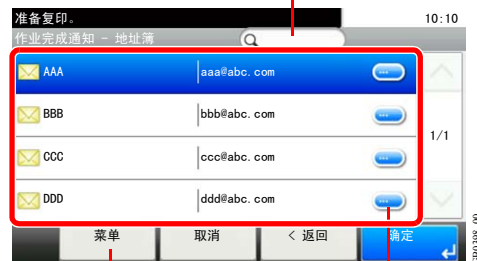 准备复印。 10:10
作业完成通知 - 地址簿
AAA aaa@abc.com
BBB bbb@abc.com
1/1
CCC ccc@abc.com
DDD ddd@abc.com
菜单 取消 < 返回 确定